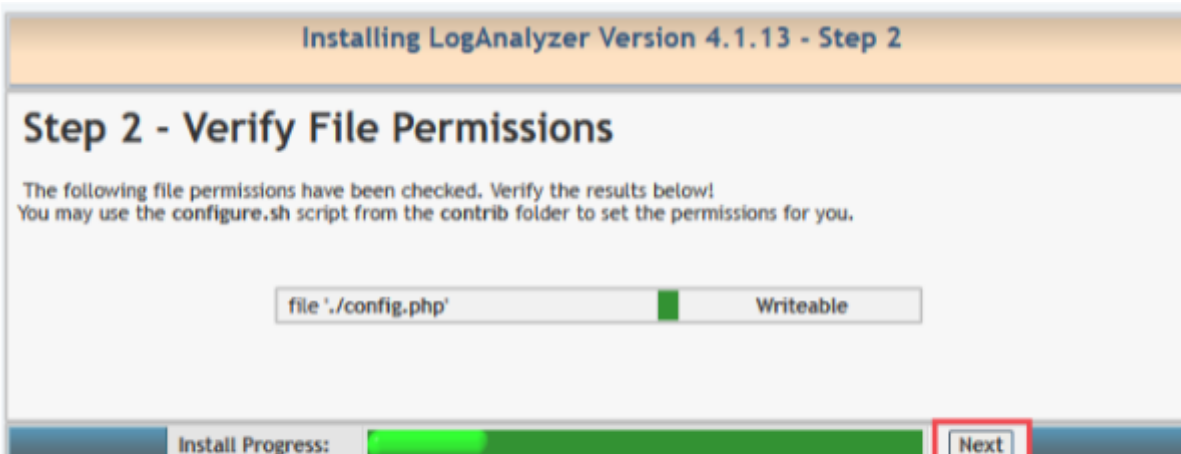 Installing LogAnalyzer Version 4.1.13 - Step 2
Step 2 - Verify File Permissions
The following file permissions have been checked. Verify the results below!
You may use the configure.sh script from the contrib folder to set the permissions for you.
file './config.php' Writeable
Install Progress: Next